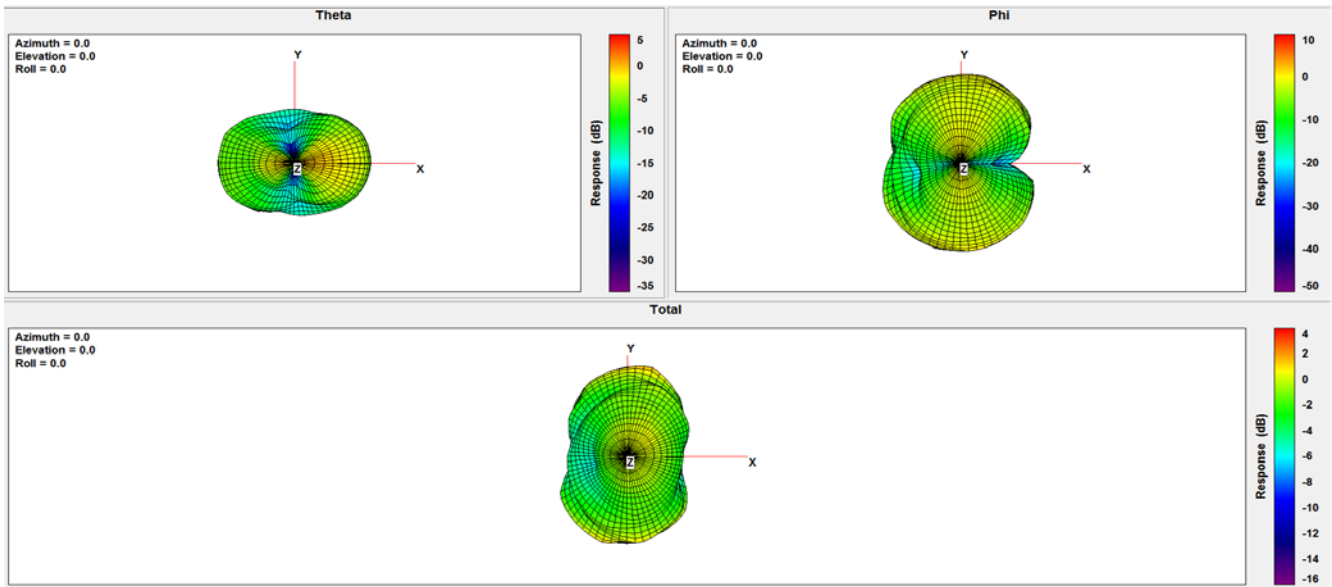 Theta
Azimuth = 0.0
Elevation = 0.0
Roll = 0.0
Y
X
Z
5
0
-5
-10
-15
-20
-25
-30
-35
Response (dB)
Phi
Azimuth = 0.0
Elevation = 0.0
Roll = 0.0
Y
X
Z
10
0
-10
-20
-30
-40
-50
Response (dB)
Total
Azimuth = 0.0
Elevation = 0.0
Roll = 0.0
Y
X
Z
4
2
0
-2
-4
-6
-8
-10
-12
-14
-16
Response (dB)